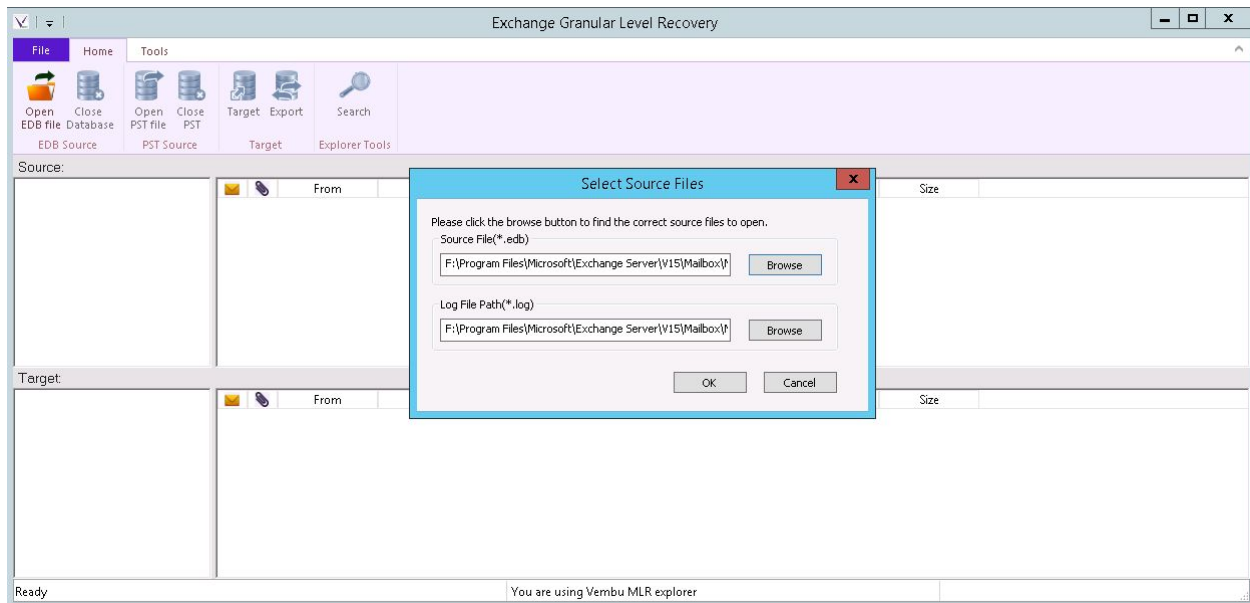 Exchange Granular Level Recovery
File Home Tools
Open EDB file
Close Database
Open PST file
Close PST
Target
Export
Search
EDB Source PST Source Target Explorer Tools
Source:
From Size
Select Source Files
Please click the browse button to find the correct source files to open.
Source File(*.edb)
F:\Program Files\Microsoft\Exchange Server\V15\Mailbox\ Browse
Log File Path(*.log)
F:\Program Files\Microsoft\Exchange Server\V15\Mailbox\ Browse
OK Cancel
Target:
From Size
Ready You are using Vembu MLR explorer